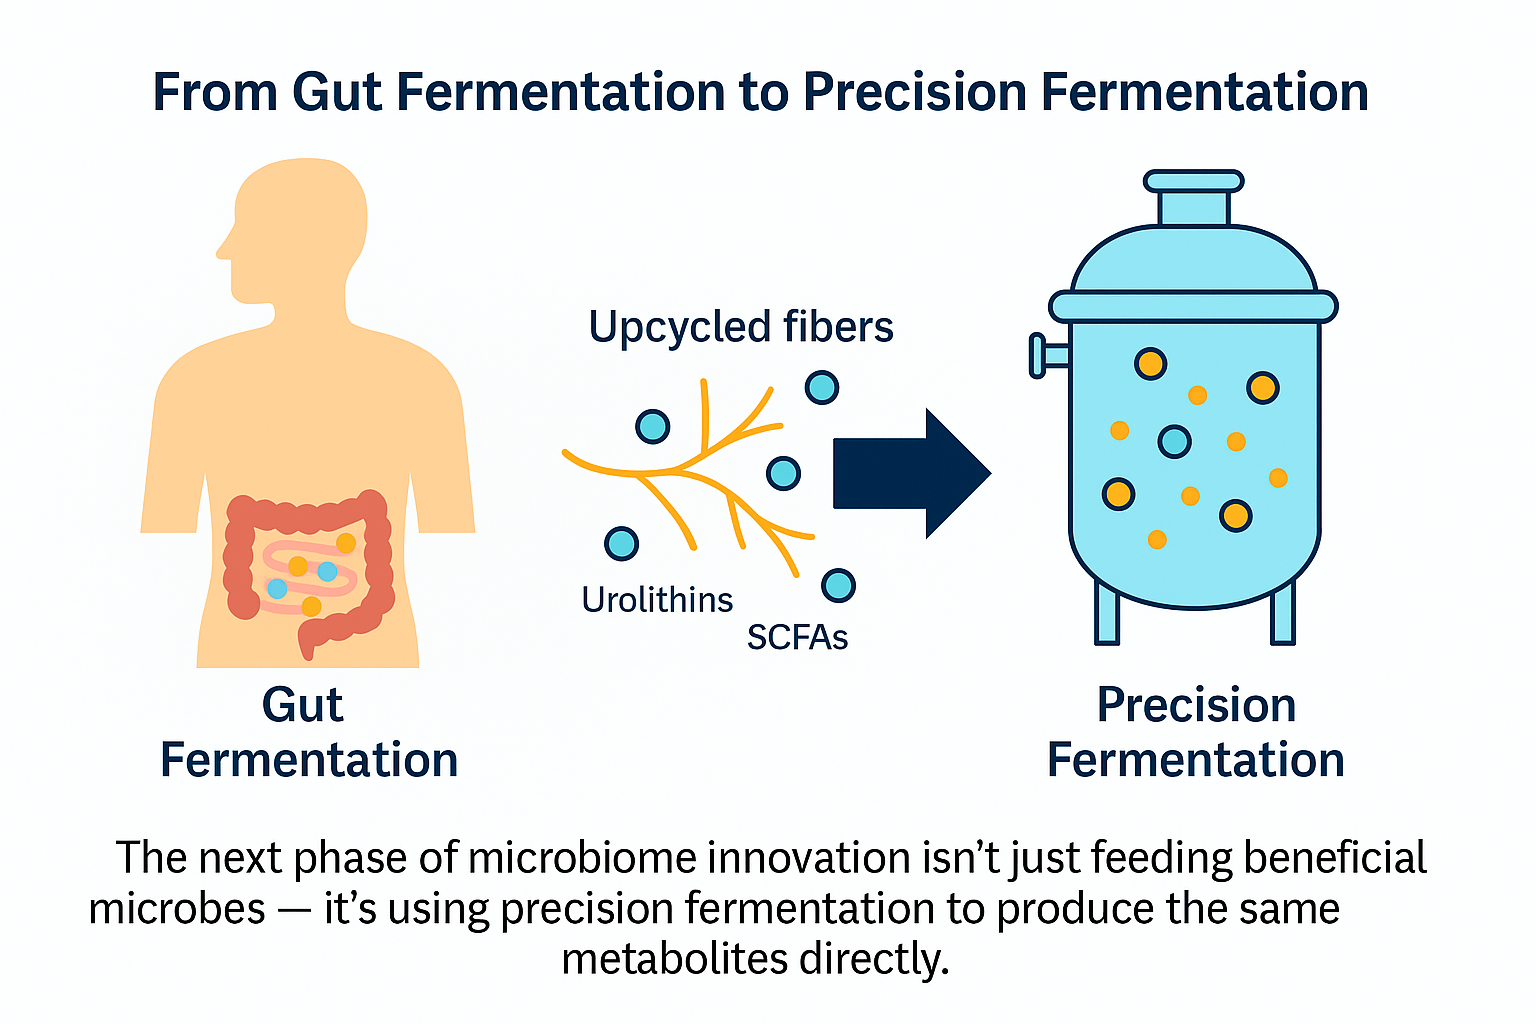 From Gut Fermentation to Precision Fermentation
Upcycled fibers
Urolithins
SCFAs
Gut
Fermentation
Precision
Fermentation
The next phase of microbiome innovation isn’t just feeding beneficial
microbes — it’s using precision fermentation to produce the same
metabolites directly.